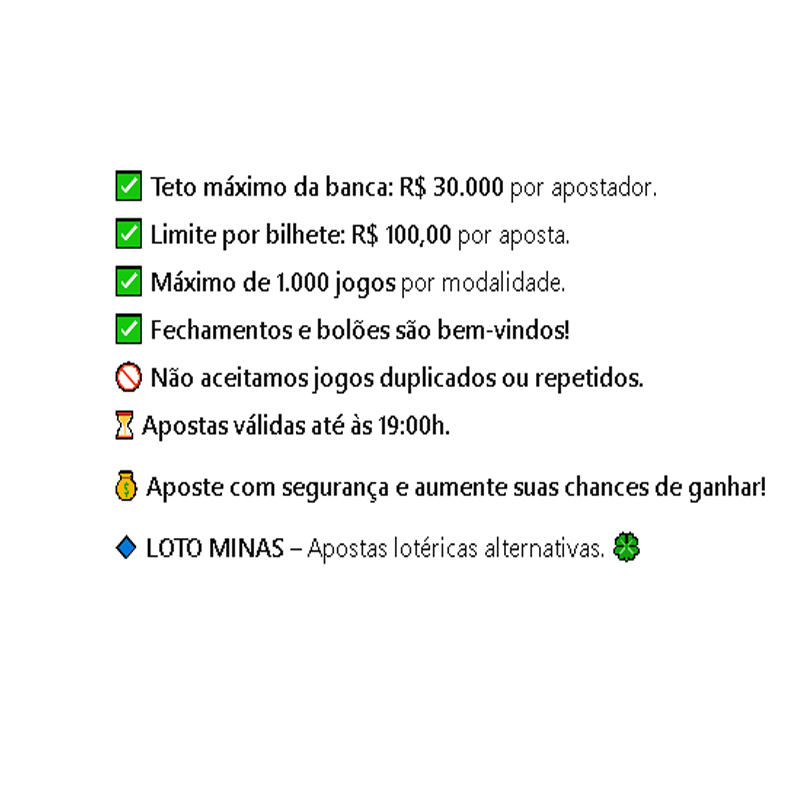 ✅ Teto máximo da banca: R$ 30.000 por apostador.
✅ Limite por bilhete: R$ 100,00 por aposta.
✅ Máximo de 1.000 jogos por modalidade.
✅ Fechamentos e bolões são bem-vindos!
🚫 Não aceitamos jogos duplicados ou repetidos.
⏳ Apostas válidas até às 19:00h.
💰 Aposte com segurança e aumente suas chances de ganhar!
🔹 LOTO MINAS – Apostas lotéricas alternativas. 🍀